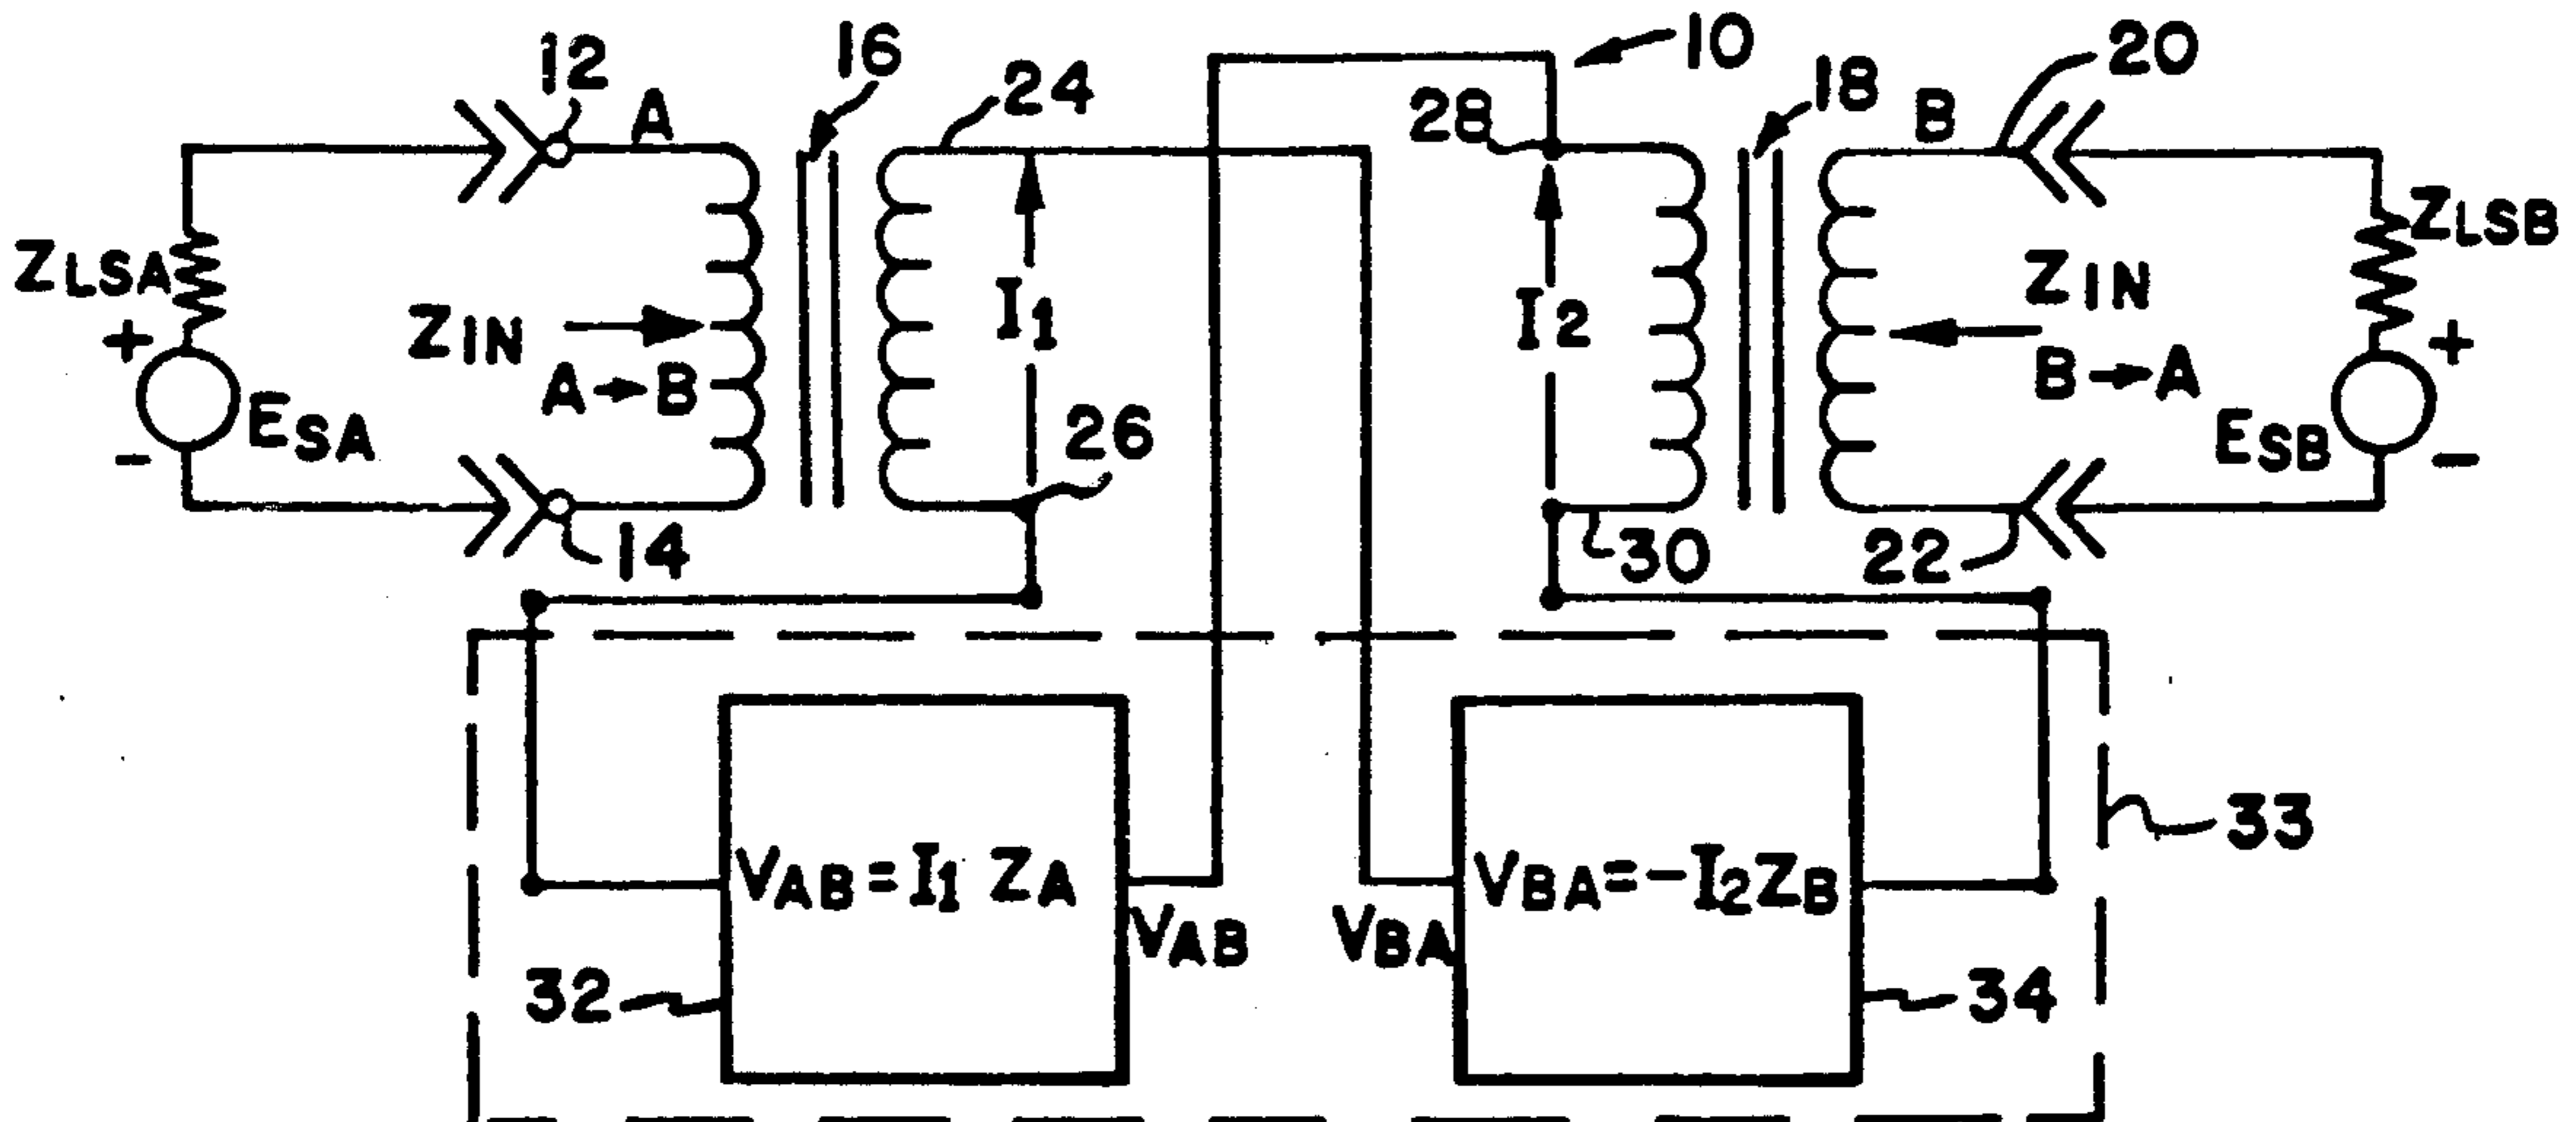 10
12
16
24
28
18
20
A
B
ZLSA
+
ESA
-
ZIN
A→B
I1
I2
ZIN
B→A
ZLSB
+
ESB
-
26
14
30
22
VAB=I1 ZA
VAB
VBA
VBA=-I2ZB
32
34
33